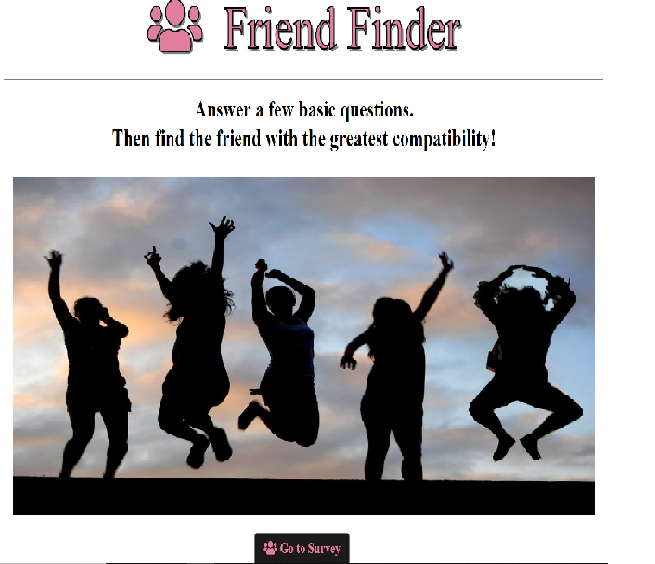 Friend Finder
Answer a few basic questions.
Then find the friend with the greatest compatibility!
Go to Survey